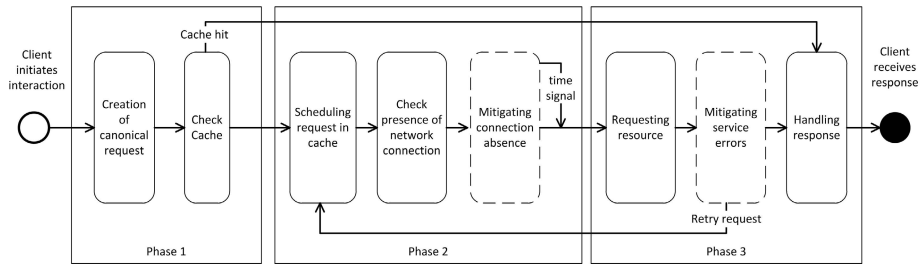 Client
initiates
interaction
Creation
of
canonical
request
Cache hit
Check
Cache
Phase 1
Scheduling
request in
cache
Check
presence of
network
connection
Mitigating
connection
absence
time
signal
Phase 2
Requesting
resource
Mitigating
service
errors
Retry request
Handling
response
Phase 3
Client
receives
response